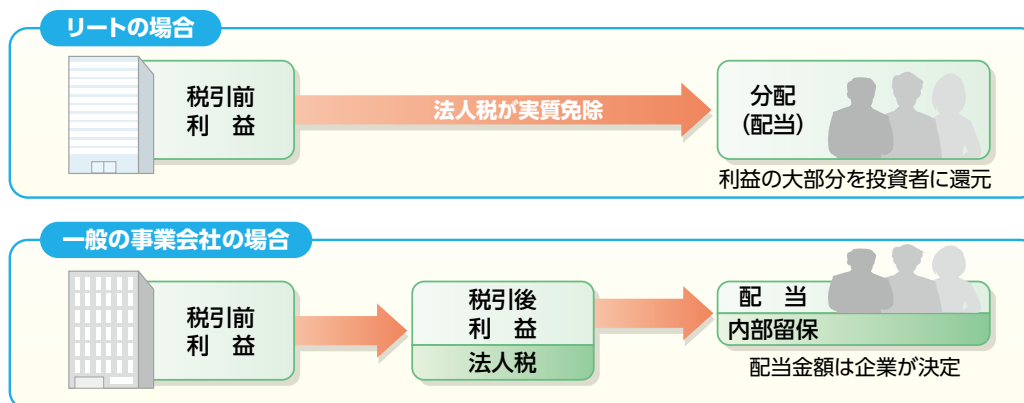 リートの場合
税引前
利　益
法人税が実質免除
分配
(配当)
利益の大部分を投資者に還元
一般の事業会社の場合
税引前
利　益
税引後
利　益
法人税
配　当
内部留保
配当金額は企業が決定